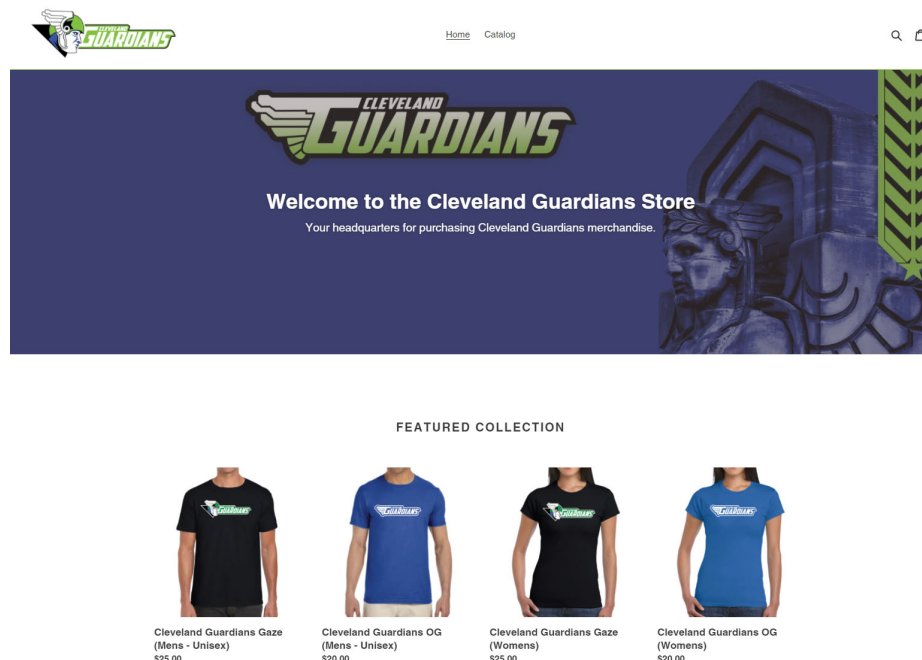 CLEVELAND
GUARDIANS
Home Catalog
CLEVELAND
GUARDIANS
Welcome to the Cleveland Guardians Store
Your headquarters for purchasing Cleveland Guardians merchandise.
FEATURED COLLECTION
GUARDIANS
GUARDIANS
GUARDIANS
GUARDIANS
Cleveland Guardians Gaze
(Mens - Unisex)
$25.00
Cleveland Guardians OG
(Mens - Unisex)
$20.00
Cleveland Guardians Gaze
(Womens)
$25.00
Cleveland Guardians OG
(Womens)
$20.00